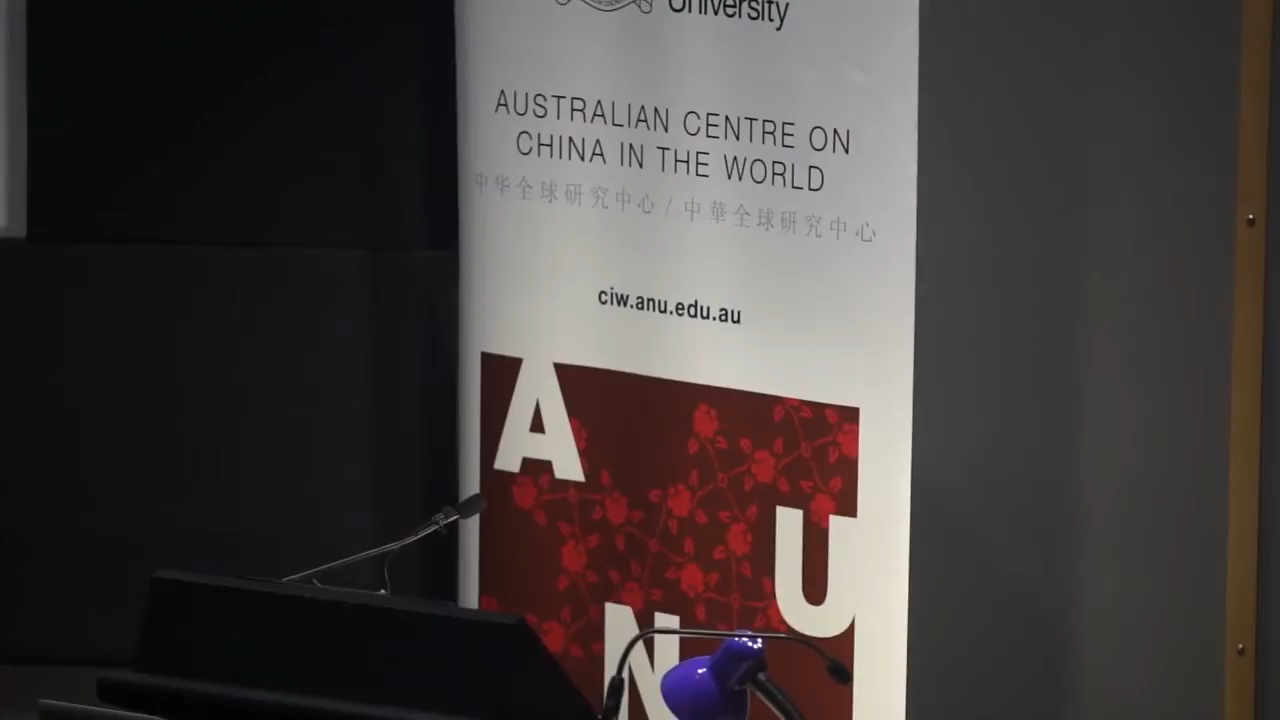 University
AUSTRALIAN CENTRE ON
CHINA IN THE WORLD
中华全球研究中心 / 中華全球研究中心
ciw.anu.edu.au
A
U
N